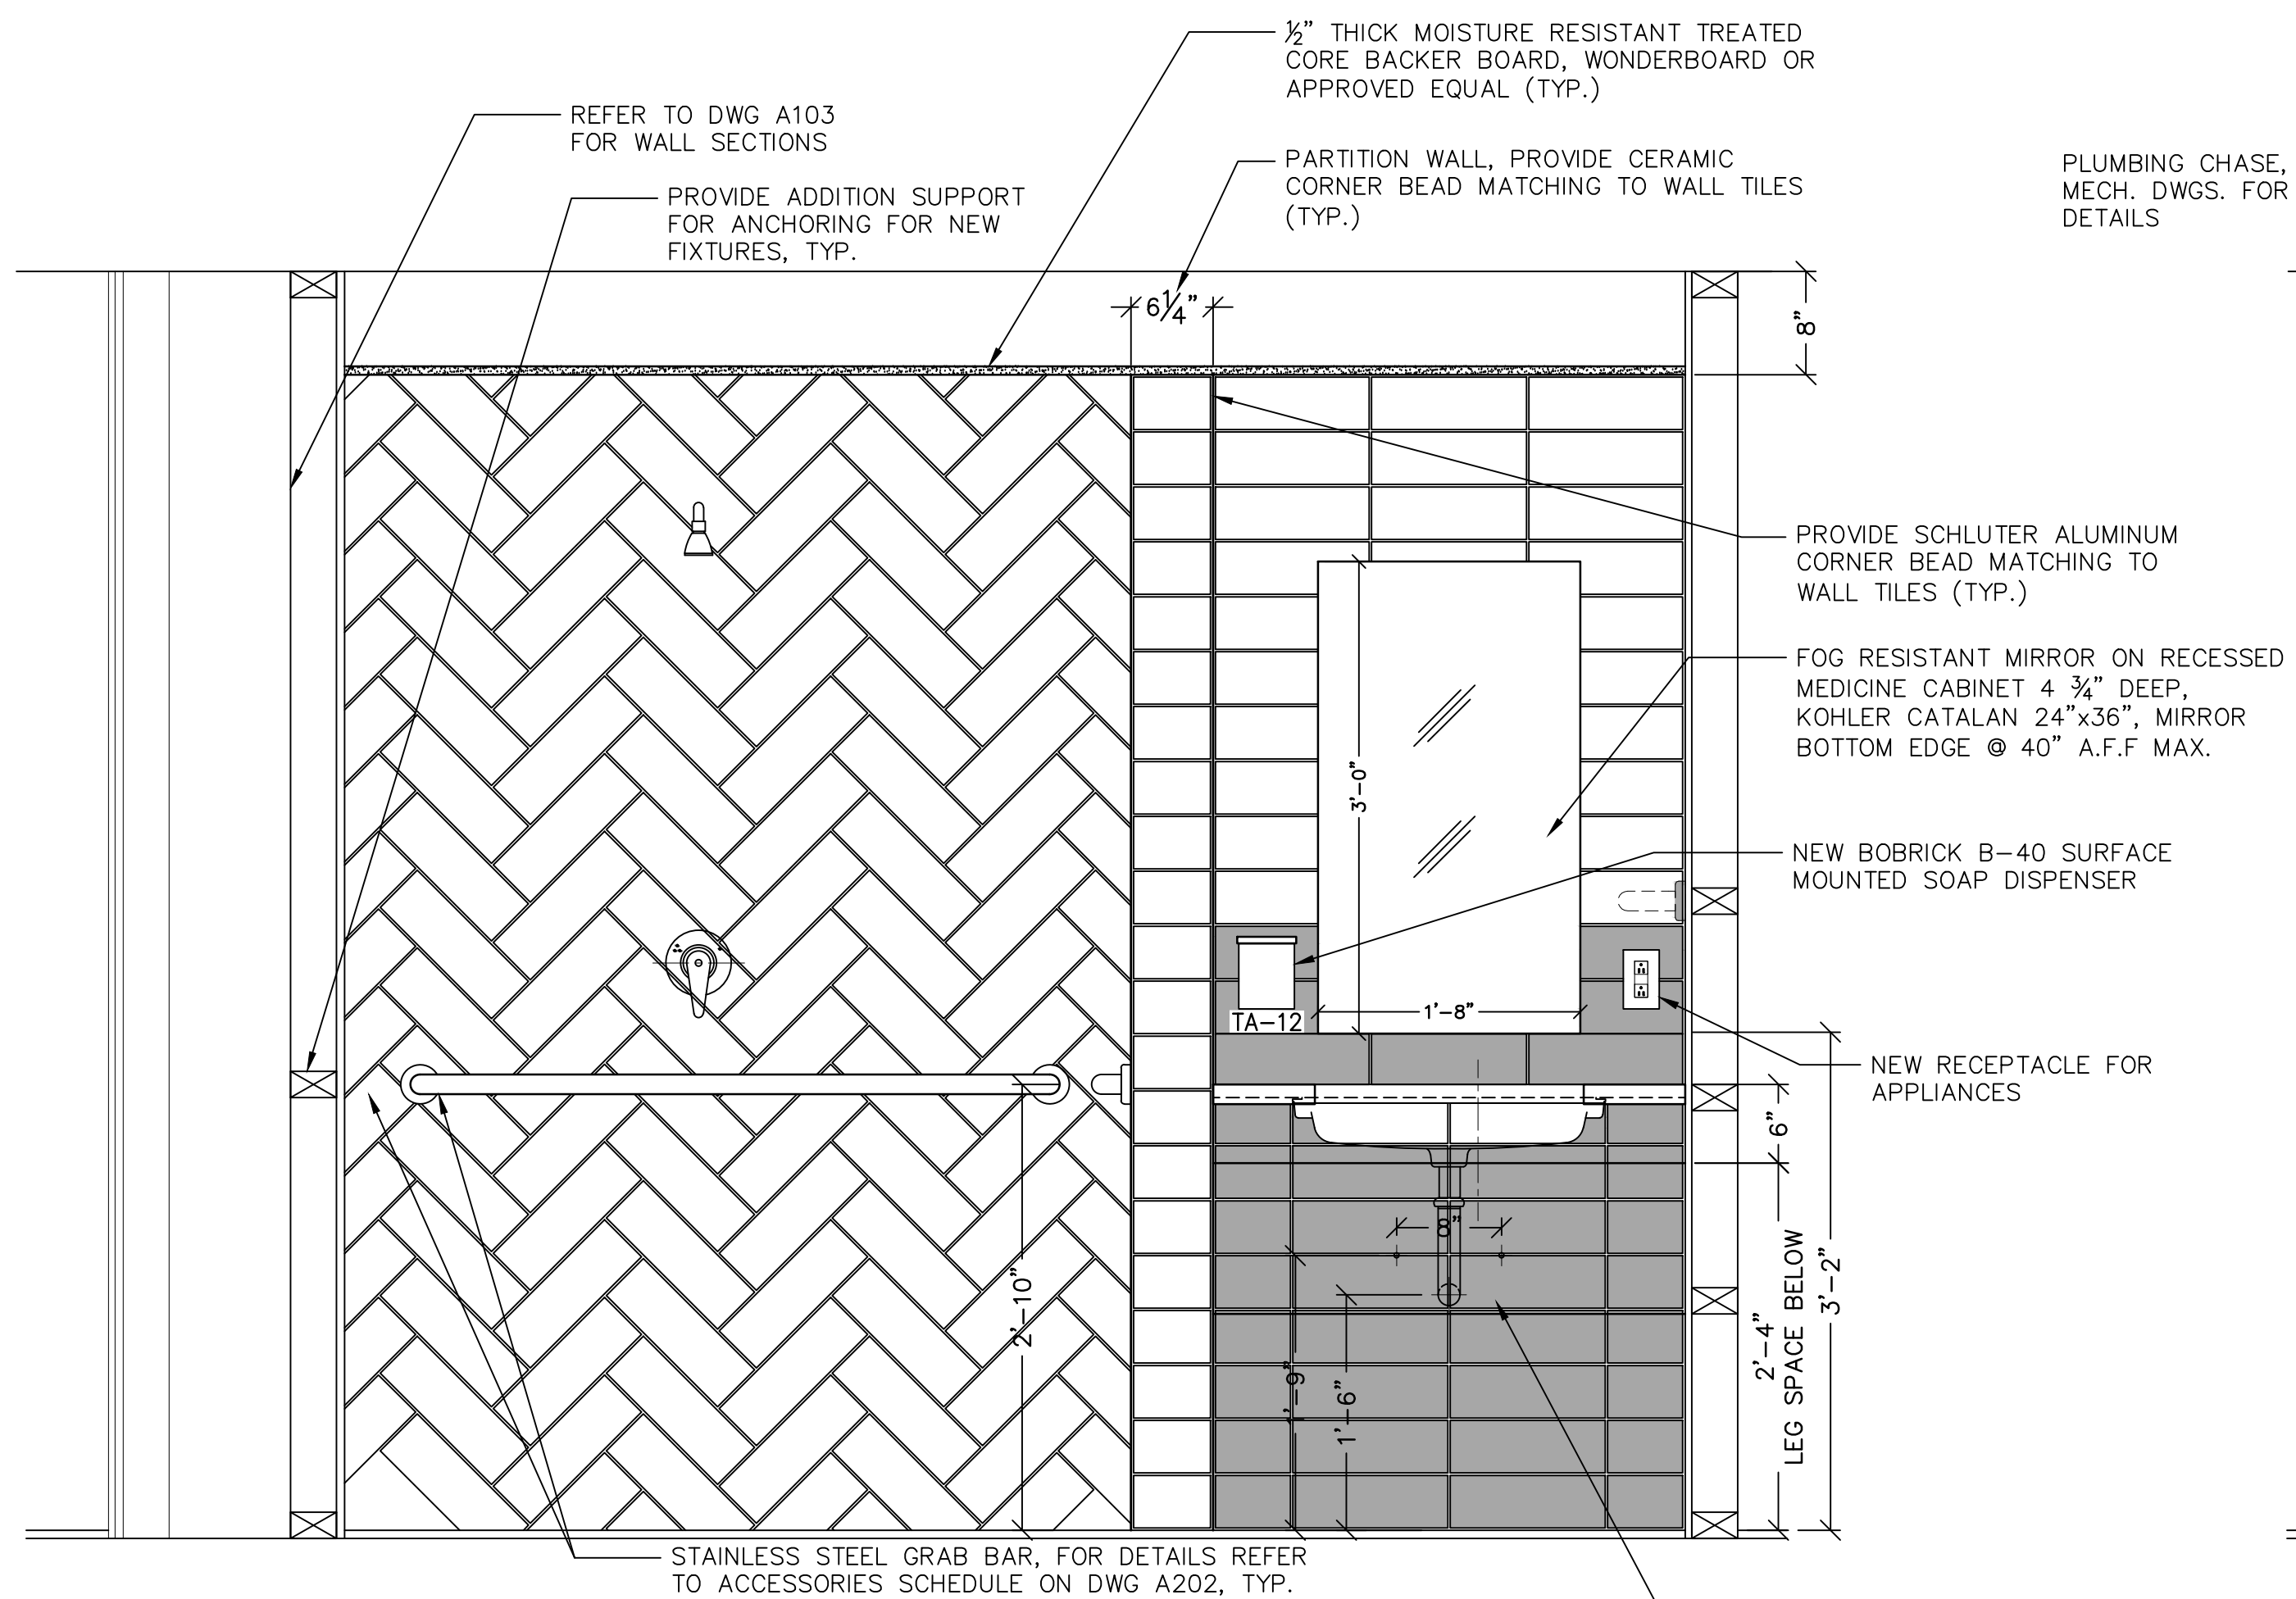 ½” THICK MOISTURE RESISTANT TREATED
CORE BACKER BOARD, WONDERBOARD OR
APPROVED EQUAL (TYP.)
REFER TO DWG A103
FOR WALL SECTIONS
PARTITION WALL, PROVIDE CERAMIC
CORNER BEAD MATCHING TO WALL TILES
(TYP.)
PLUMBING CHASE,
MECH. DWGS. FOR
DETAILS
PROVIDE ADDITION SUPPORT
FOR ANCHORING FOR NEW
FIXTURES, TYP.
6¼”
8”
PROVIDE SCHLUTER ALUMINUM
CORNER BEAD MATCHING TO
WALL TILES (TYP.)
FOG RESISTANT MIRROR ON RECESSED
MEDICINE CABINET 4 ¾” DEEP,
KOHLER CATALAN 24”x36”, MIRROR
BOTTOM EDGE @ 40” A.F.F MAX.
3’–0”
NEW BOBRICK B–40 SURFACE
MOUNTED SOAP DISPENSER
1’–8”
TA–12
NEW RECEPTACLE FOR
APPLIANCES
6”
8”
2’–10”
1’–9”
1’–6”
2’–4”
LEG SPACE BELOW
3’–2”
STAINLESS STEEL GRAB BAR, FOR DETAILS REFER
TO ACCESSORIES SCHEDULE ON DWG A202, TYP.